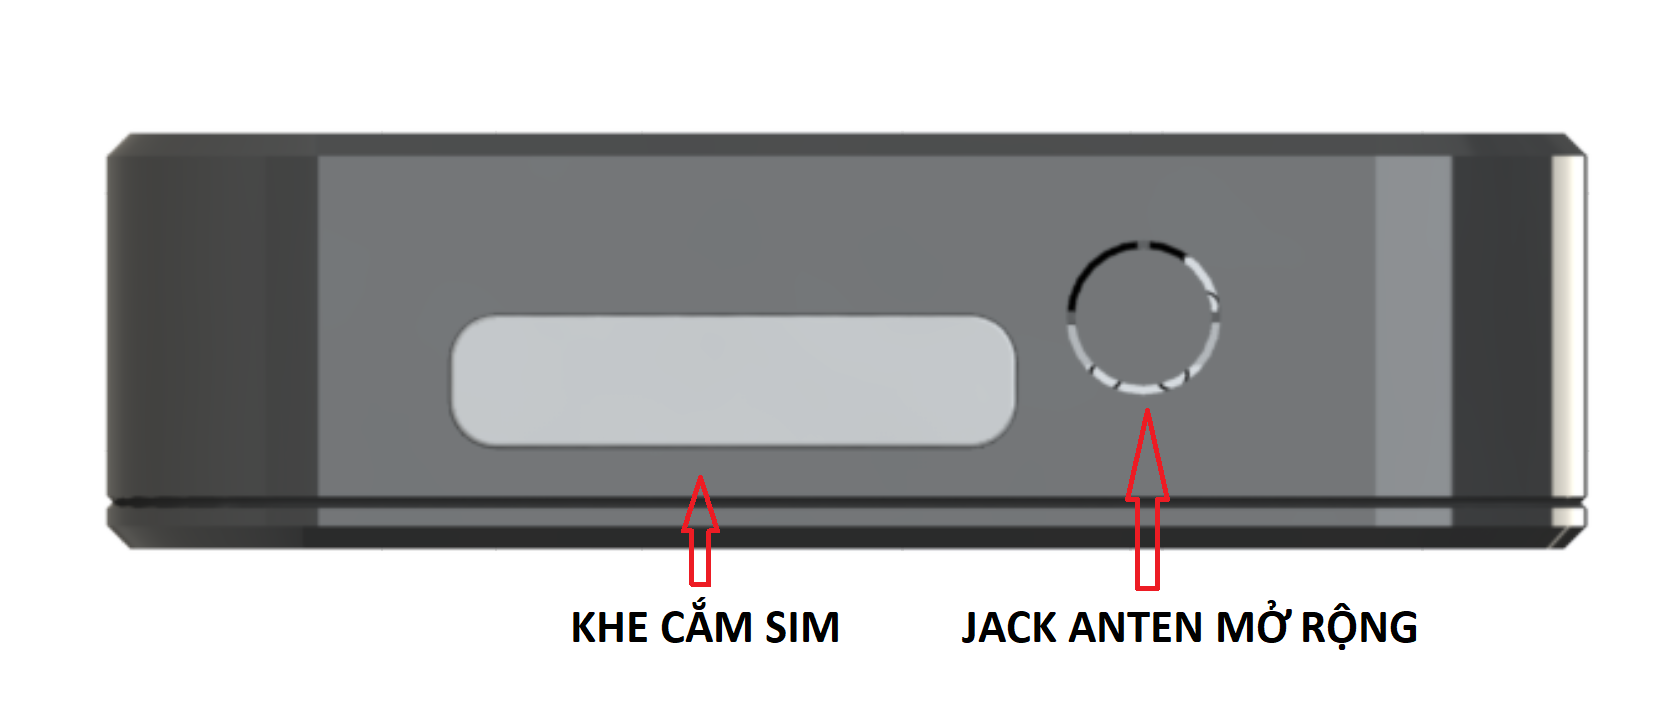 KHE CẮM SIM
JACK ANTEN MỞ RỘNG